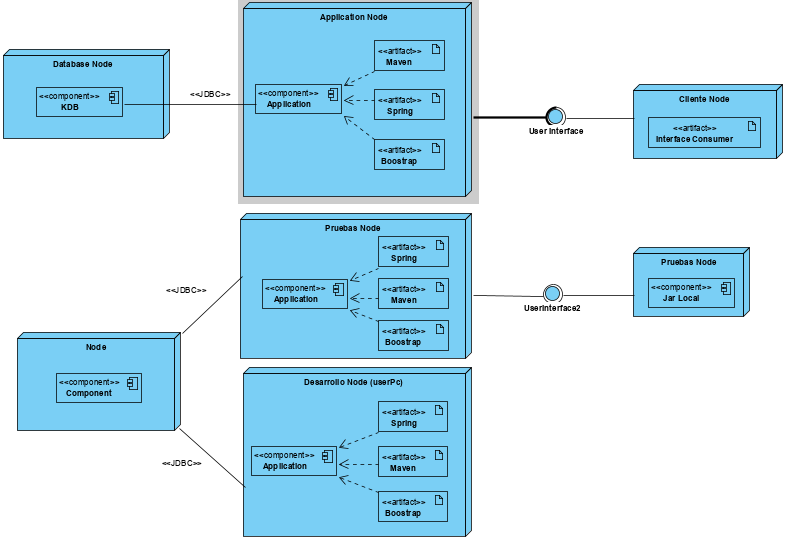 Application Node
<<artifact>>
Maven
Database Node
<<component>>
KDB
<<JDBC>>
<<component>>
Application
<<artifact>>
Spring
<<artifact>>
Boostrap
User Interface
Cliente Node
<<artifact>>
Interface Consumer
Pruebas Node
<<artifact>>
Spring
<<JDBC>>
<<component>>
Application
<<artifact>>
Maven
<<artifact>>
Boostrap
UserInterface2
Pruebas Node
<<component>>
Jar Local
Node
<<component>>
Component
<<JDBC>>
Desarrollo Node (userPc)
<<artifact>>
Spring
<<component>>
Application
<<artifact>>
Maven
<<artifact>>
Boostrap